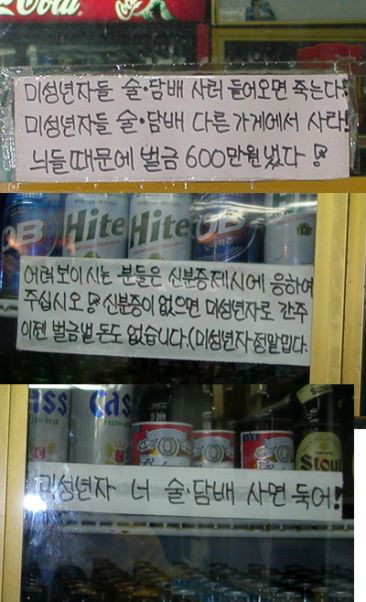 Cola
미성년자들 술·담배 사러 들어오면 죽는다!
미성년자들 술·담배 다른 가게에서 사라!
늬들 때문에 벌금 600만원 냈다!
OB
Hite
Hite
OB
어려보이시는 분들은 신분증제시에 응하여
주십시오! 신분증이 없으면 미성년자로 간주
이젠 벌금낼 돈도 없습니다.(미성년자 정말밉다.
ass
Cass
Stout
미성년자 너 술·담배 사면 둑어!